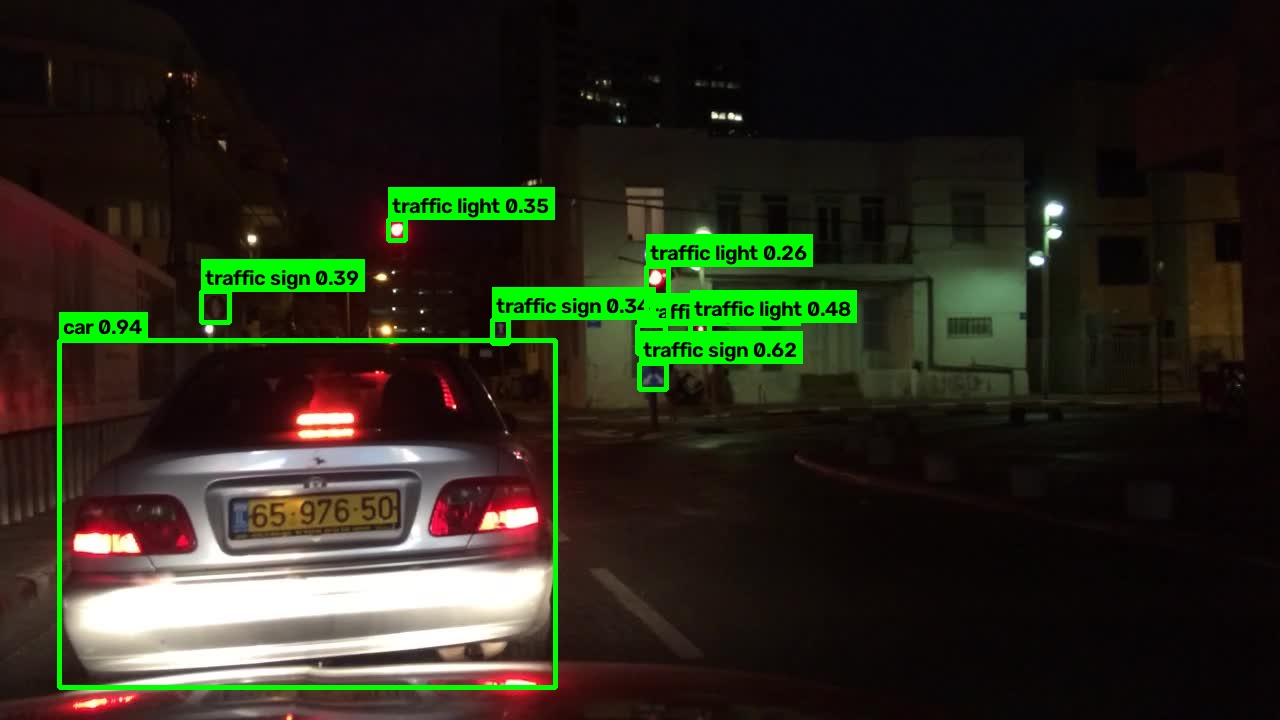 traffic light 0.35
traffic light 0.26
traffic sign 0.39
traffic sign 0.34
traffic light 0.48
car 0.94
traffic sign 0.62
65-976-50